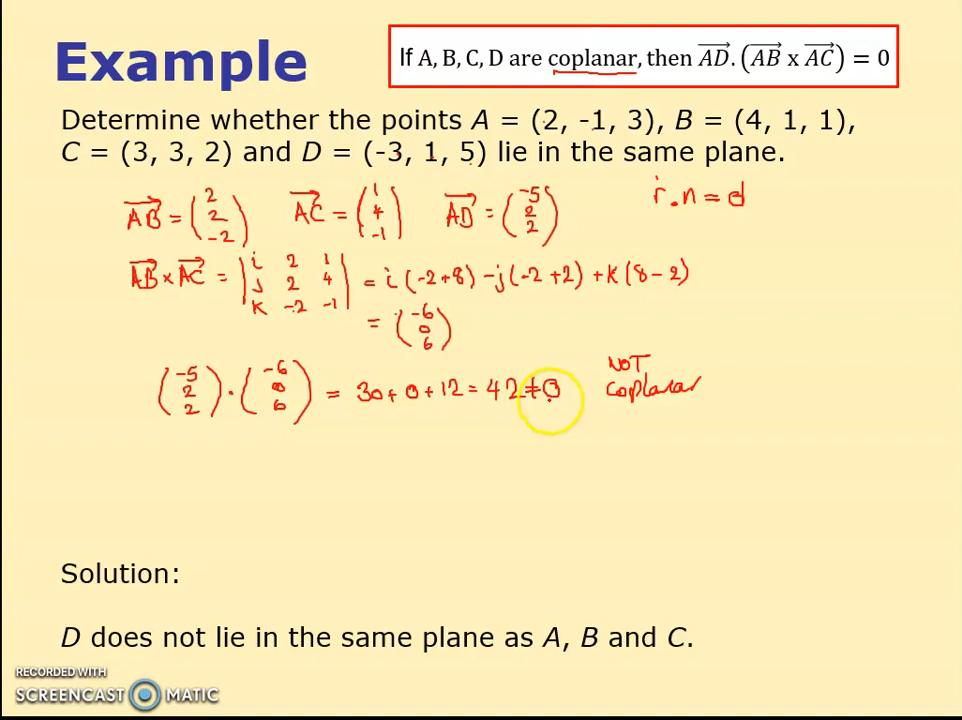 Example
If A, B, C, D are coplanar, then AD⃗. (AB⃗ x AC⃗) = 0
Determine whether the points A = (2, -1, 3), B = (4, 1, 1),
C = (3, 3, 2) and D = (-3, 1, 5) lie in the same plane.
AB⃗ = (2 2 -2) AC⃗ = (1 4 -1) AD⃗ = (-5 2 2) r.n = d
AB⃗ x AC⃗ = |i 2 1 j 2 4 k -2 -1| = i(-2+8) - j(-2+2) + k(8-2)
= (-6 0 6)
(-5 2 2) . (-6 0 6) = 30 + 0 + 12 = 42 ≠ 0 NOT
coplanar
Solution:
D does not lie in the same plane as A, B and C.
RECORDED WITH
SCREENCAST MATIC